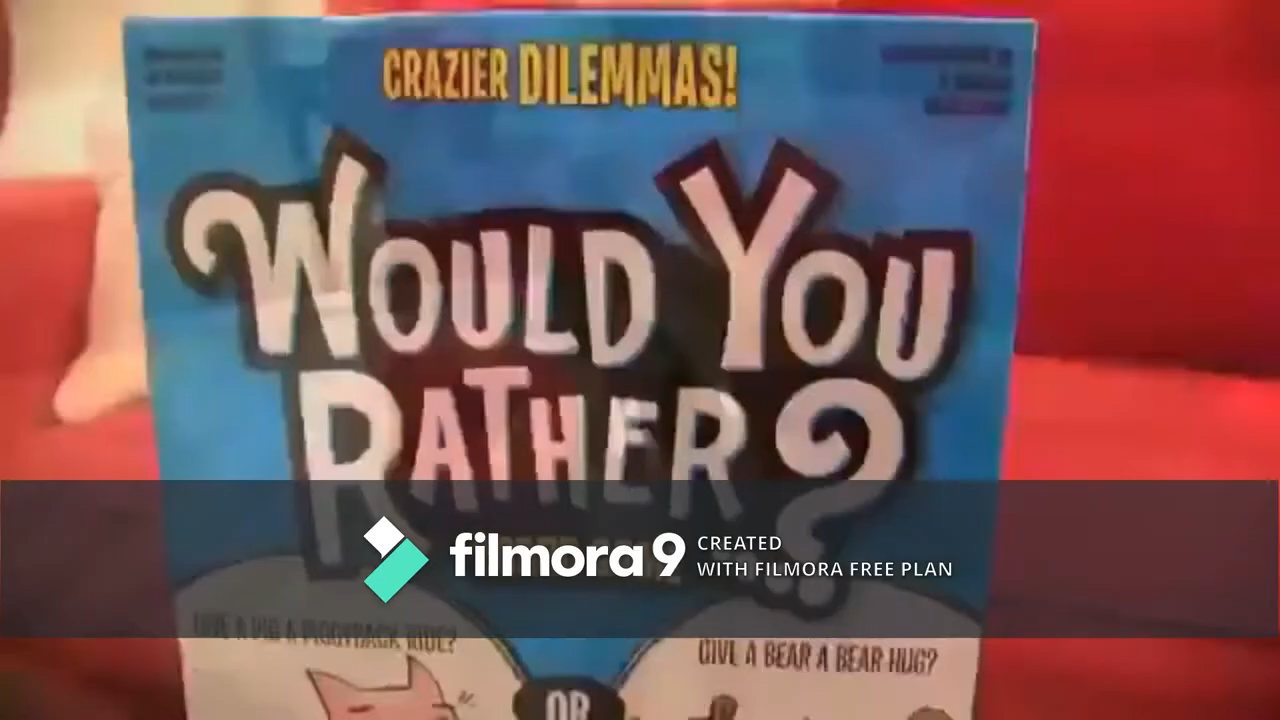 CRAZIER DILEMMAS!
WOULD YOU
RATHER?
filmora 9
CREATED
WITH FILMORA FREE PLAN
GIVE A PIG A PIGGYBACK RIDE?
GIVE A BEAR A BEAR HUG?
OR